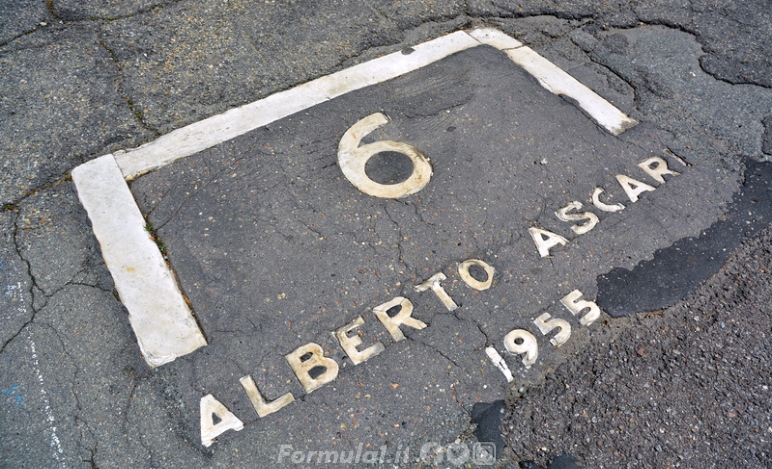 6
ALBERTO ASCARI
1955
Formula1.it